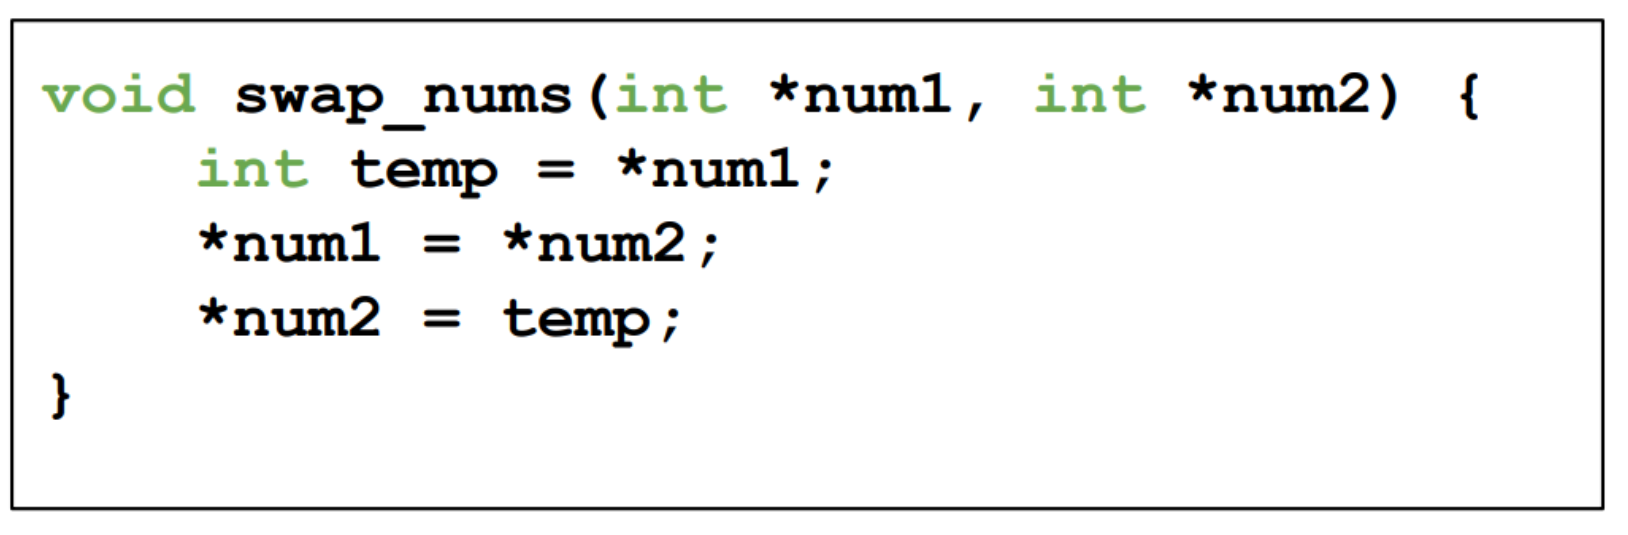 void swap_nums(int *num1, int *num2) {
    int temp = *num1;
    *num1 = *num2;
    *num2 = temp;
}